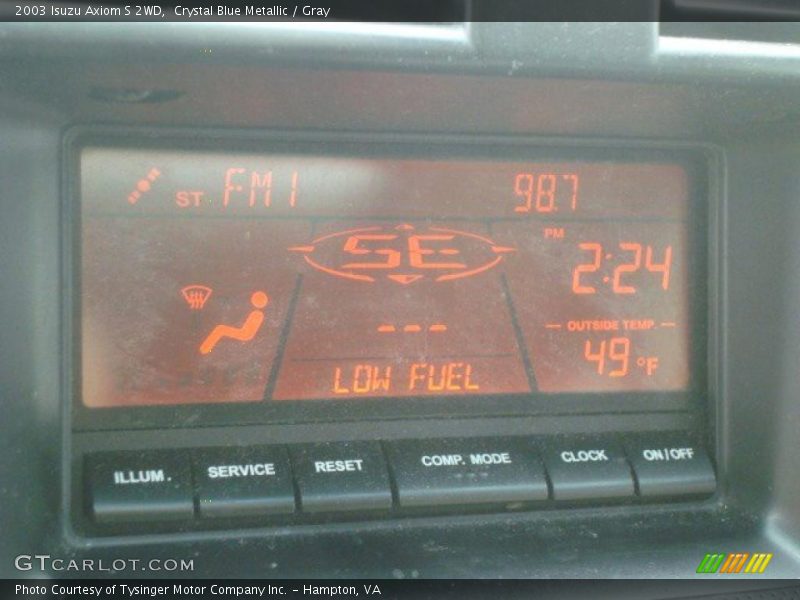 2003 Isuzu Axiom S 2WD, Crystal Blue Metallic / Gray
ST FM 1 98.7
SE
PM
2:24
OUTSIDE TEMP.
49 °F
---
LOW FUEL
ILLUM. SERVICE RESET COMP. MODE CLOCK ON/OFF
GTCARLOT.COM
Photo Courtesy of Tysinger Motor Company Inc. - Hampton, VA